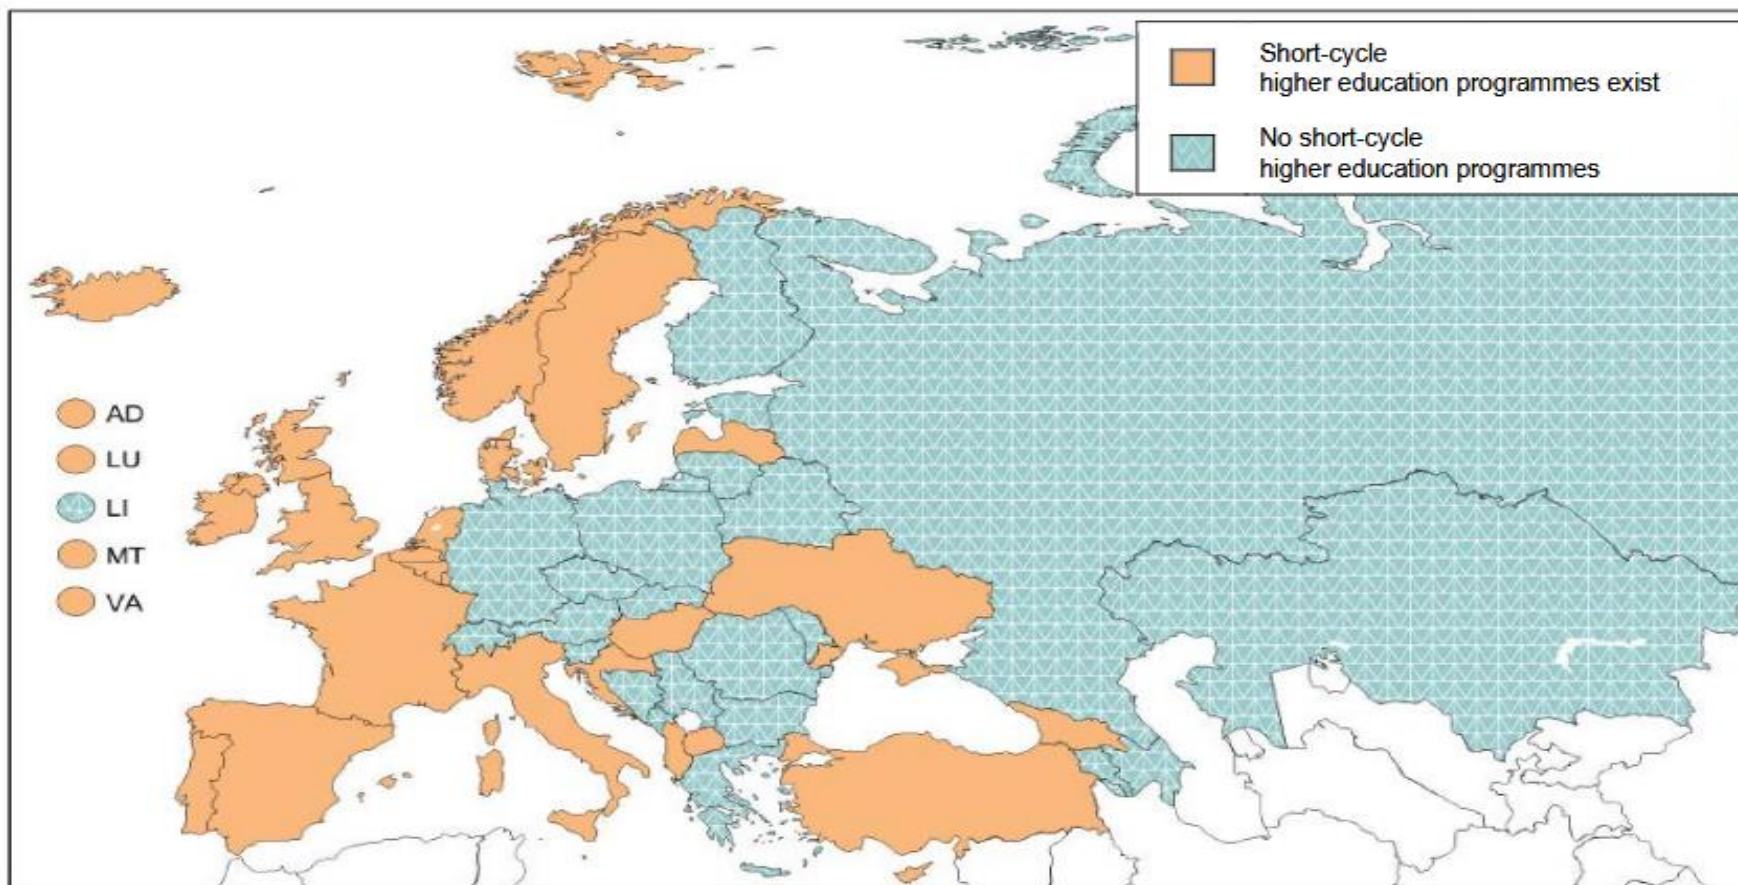 Short-cycle
higher education programmes exist
No short-cycle
higher education programmes
AD
LU
LI
MT
VA